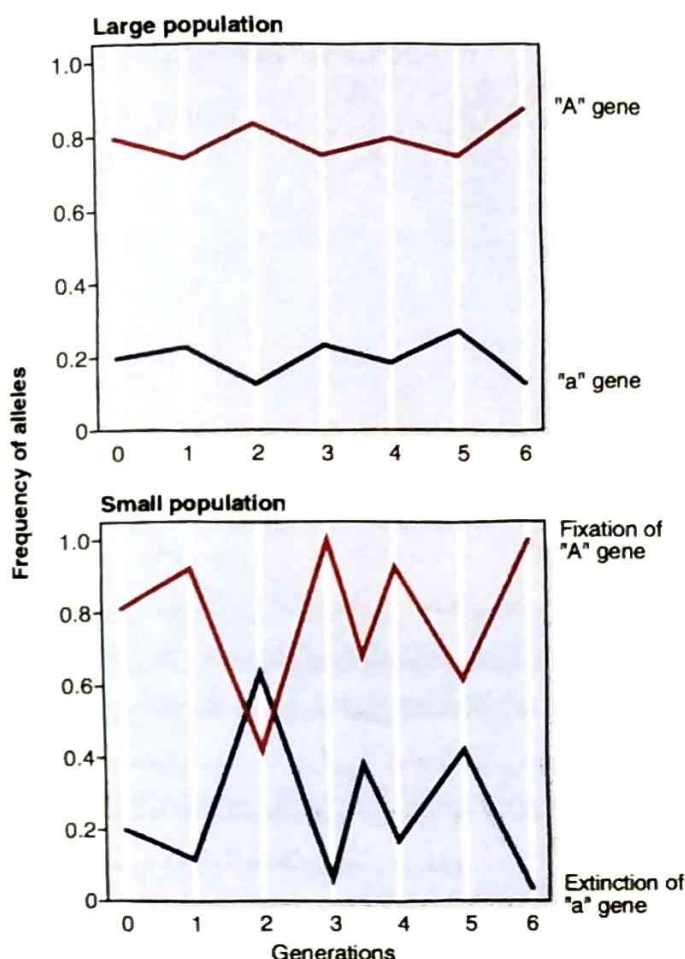 Large population
1.0
0.8
0.6
0.4
0.2
0
"A" gene
"a" gene
0 1 2 3 4 5 6
Frequency of alleles
Small population
1.0
0.8
0.6
0.4
0.2
0
Fixation of
"A" gene
Extinction of
"a" gene
0 1 2 3 4 5 6
Generations